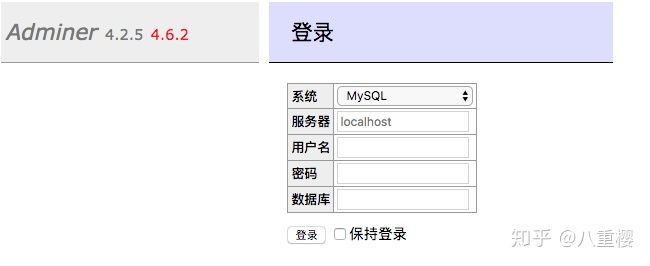 Adminer 4.2.5 4.6.2
登录
系统 MySQL
服务器 localhost
用户名
密码
数据库
登录 保持登录
知乎 @八重樱